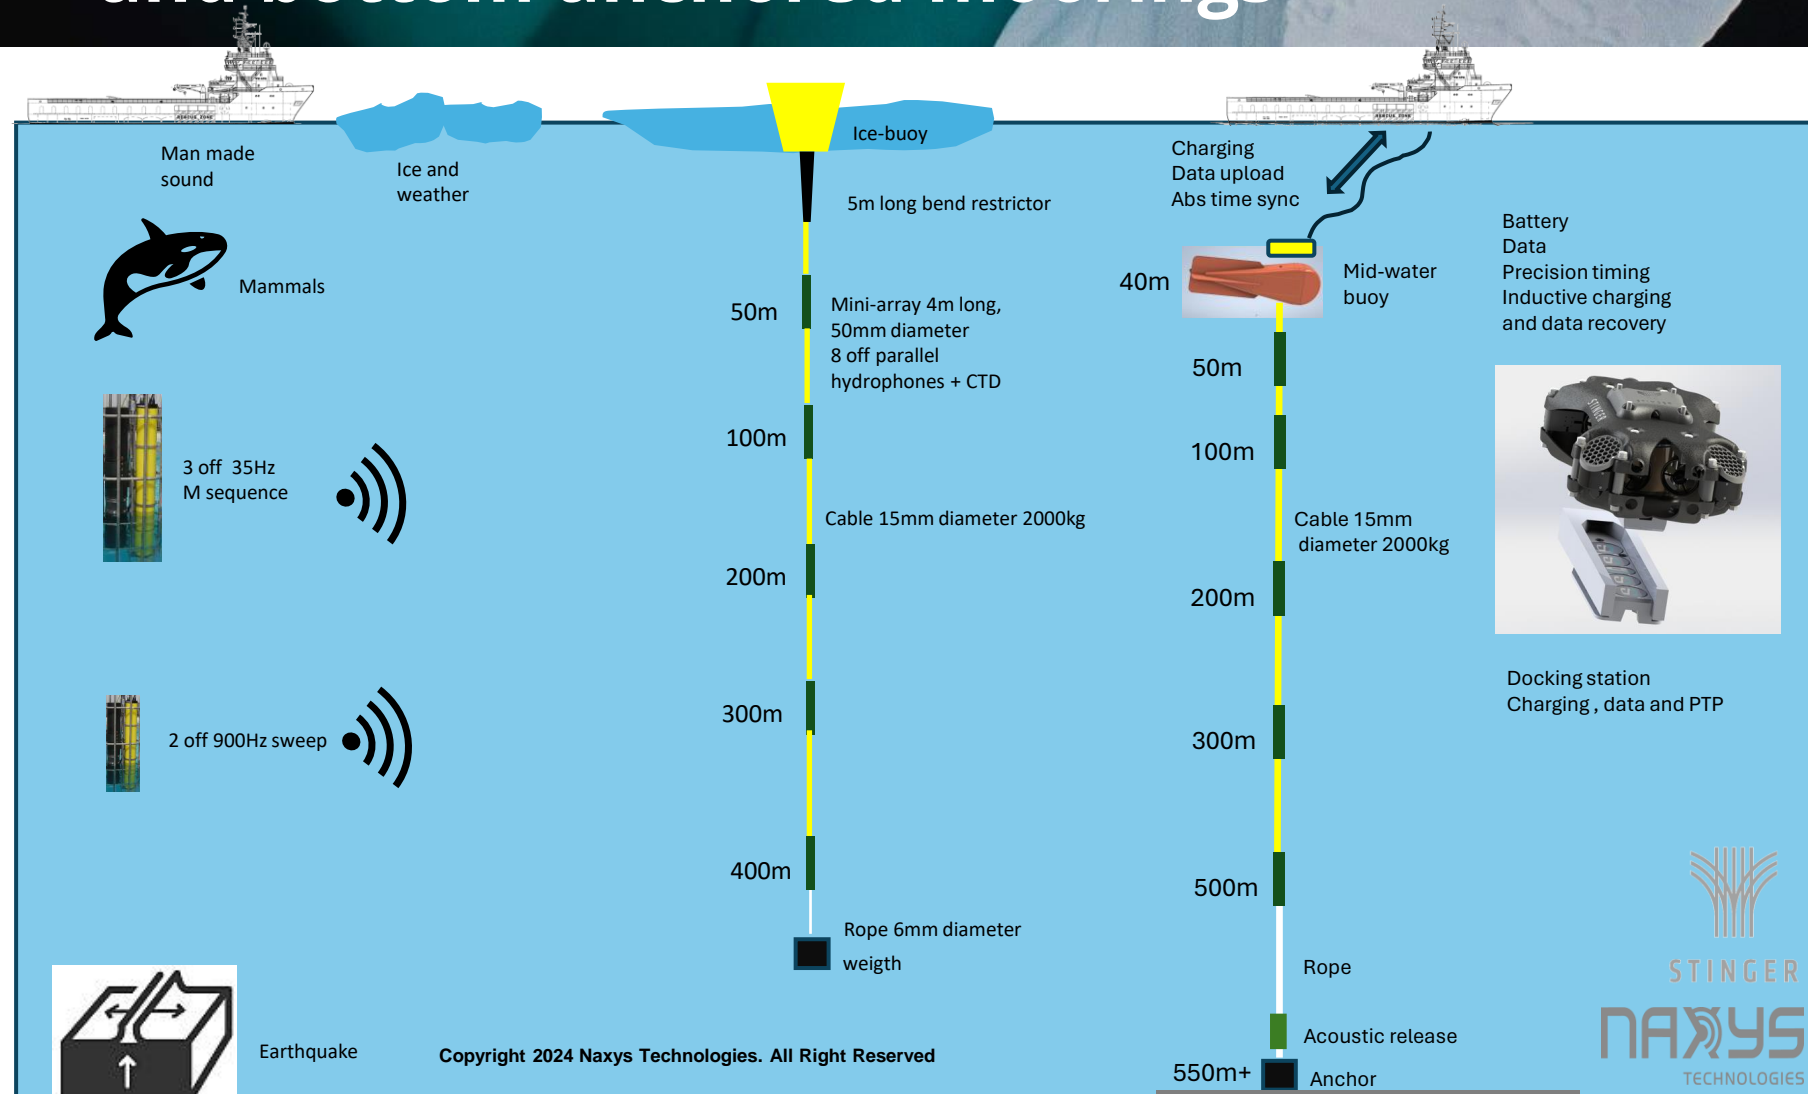 and bottom anchored moorings
Man made
sound
Ice and
weather
Mammals
3 off  35Hz
M sequence
2 off 900Hz sweep
Earthquake
Ice-buoy
5m long bend restrictor
50m
Mini-array 4m long,
50mm diameter
8 off parallel
hydrophones + CTD
100m
Cable 15mm diameter 2000kg
200m
300m
400m
Rope 6mm diameter
weigth
Copyright 2024 Naxys Technologies. All Right Reserved
Charging
Data upload
Abs time sync
40m
Mid-water
buoy
50m
100m
Cable 15mm
diameter 2000kg
200m
300m
500m
Rope
Acoustic release
550m+
Anchor
Battery
Data
Precision timing
Inductive charging
and data recovery
STINGER
Docking station
Charging , data and PTP
STINGER
NAXYS
TECHNOLOGIES